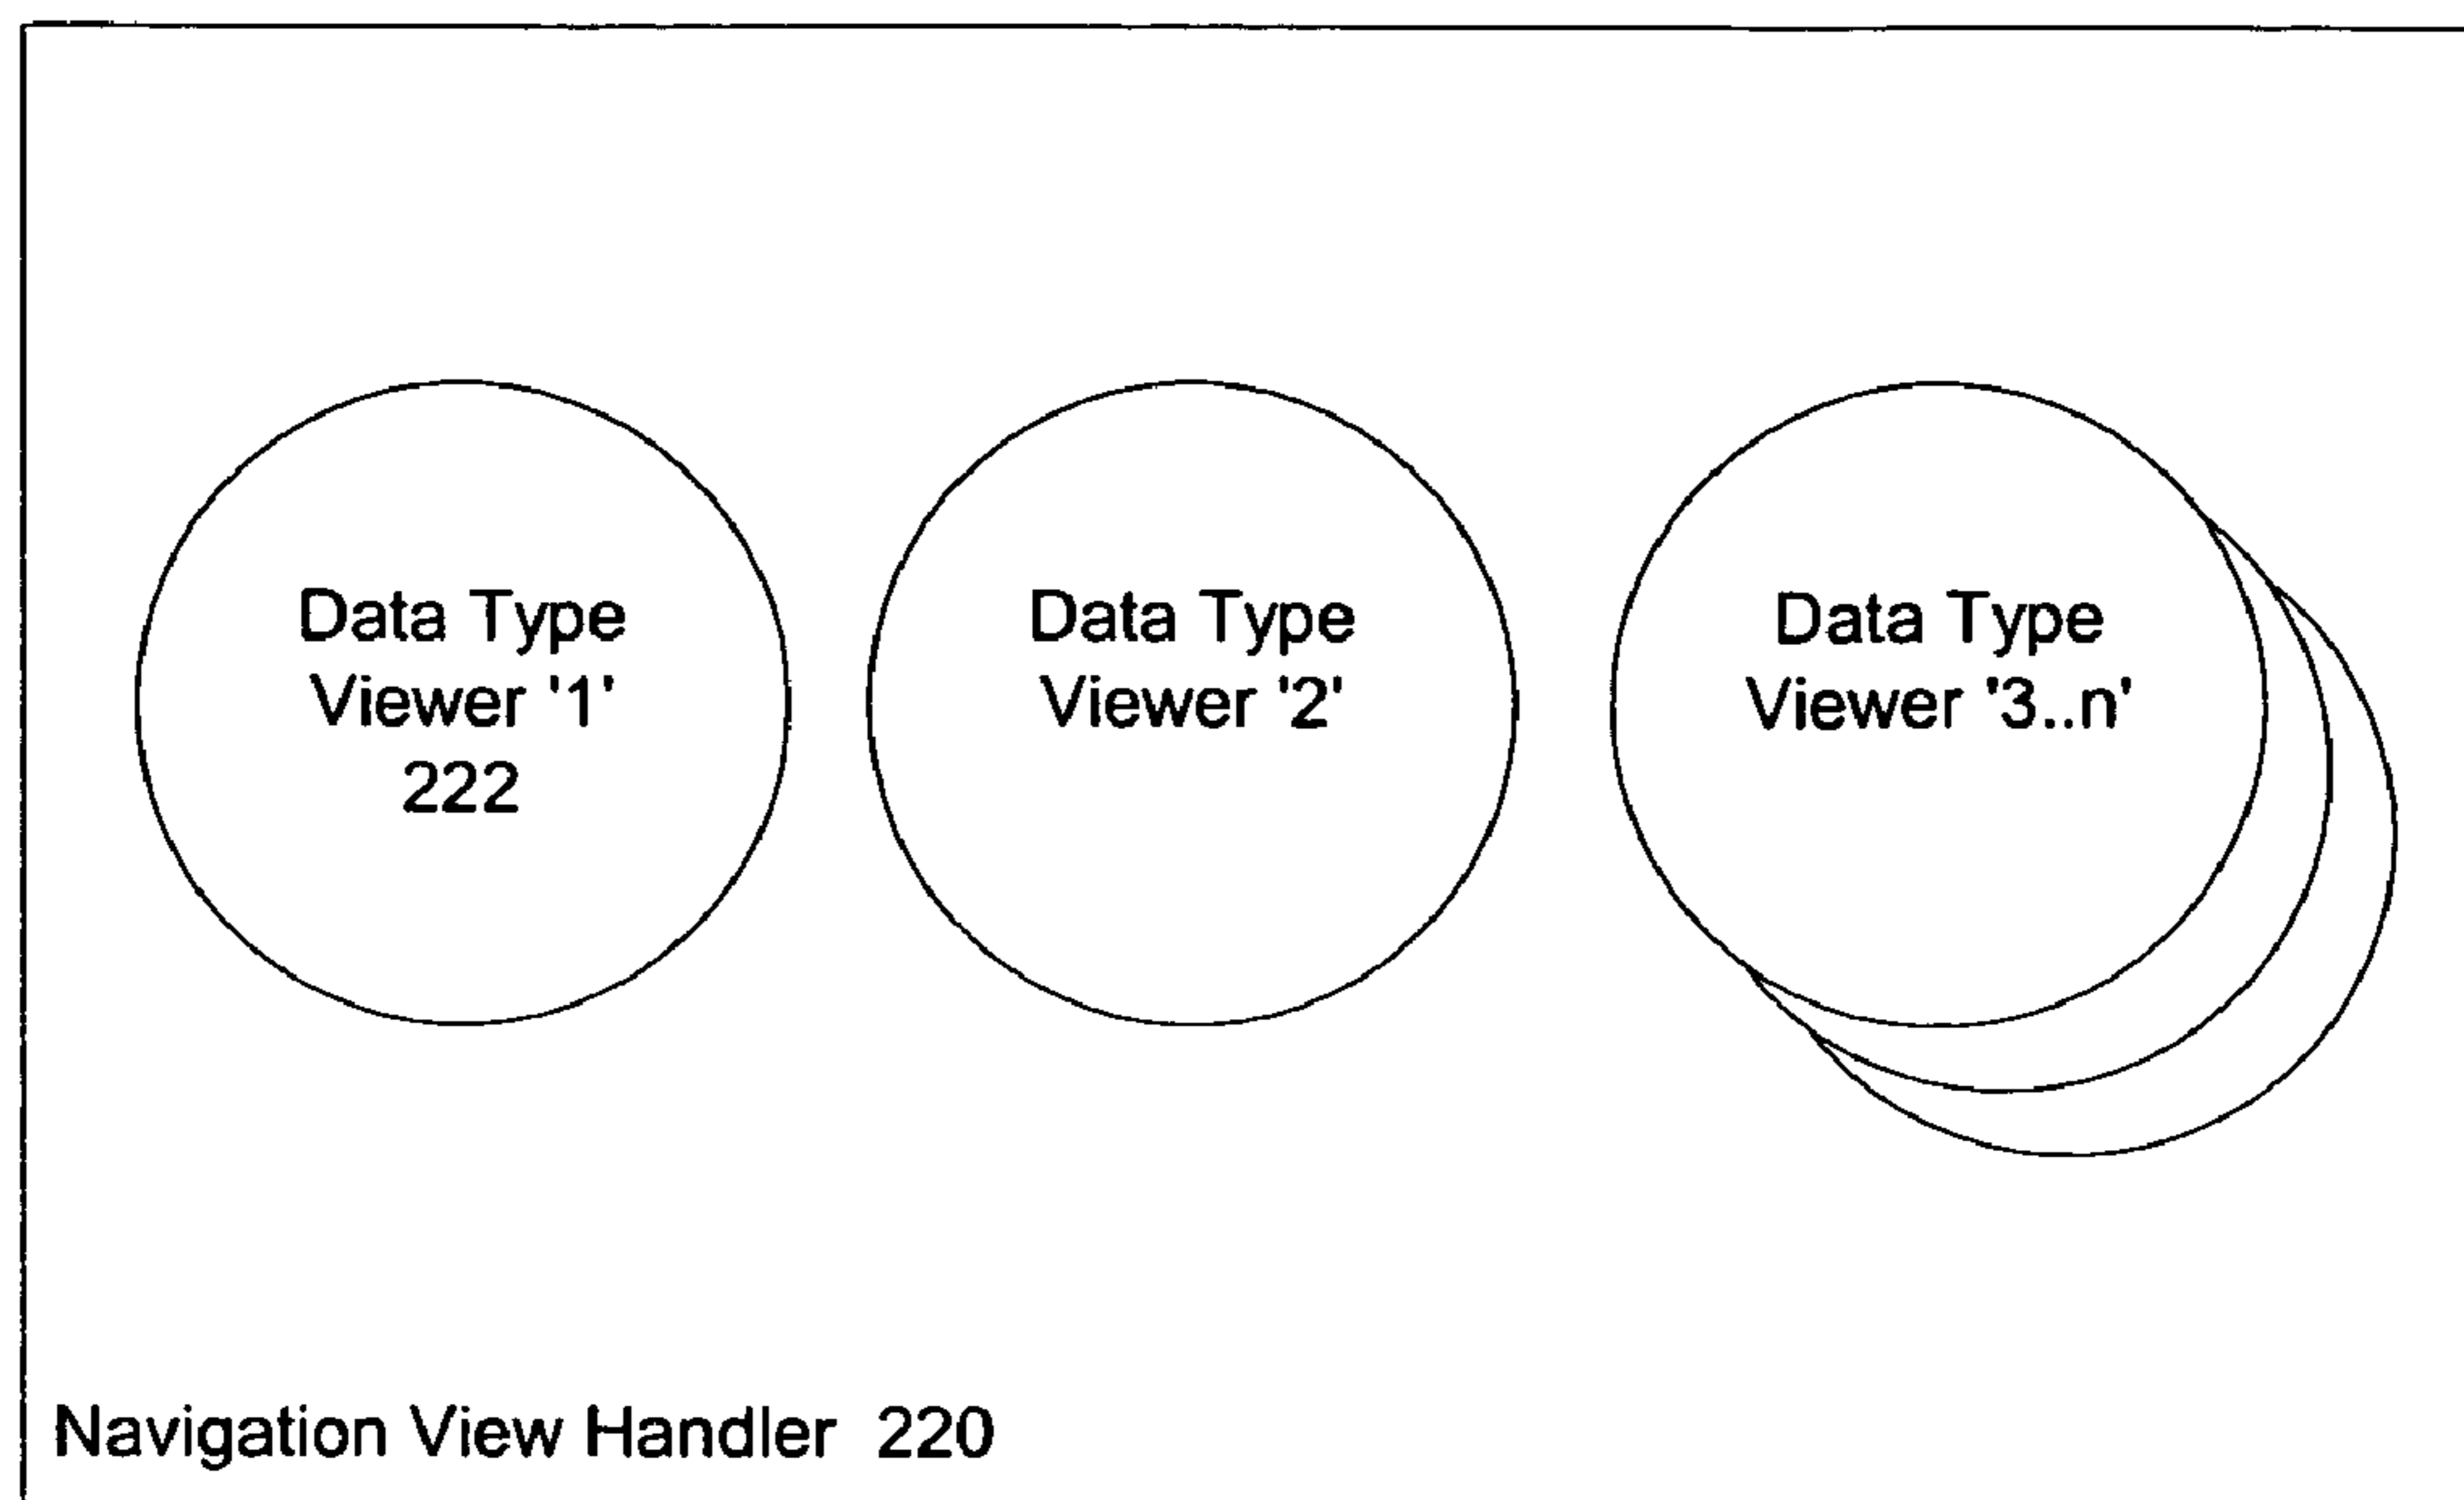 Data Type
Viewer '1'
222
Data Type
Viewer '2'
Data Type
Viewer '3..n'
Navigation View Handler 220